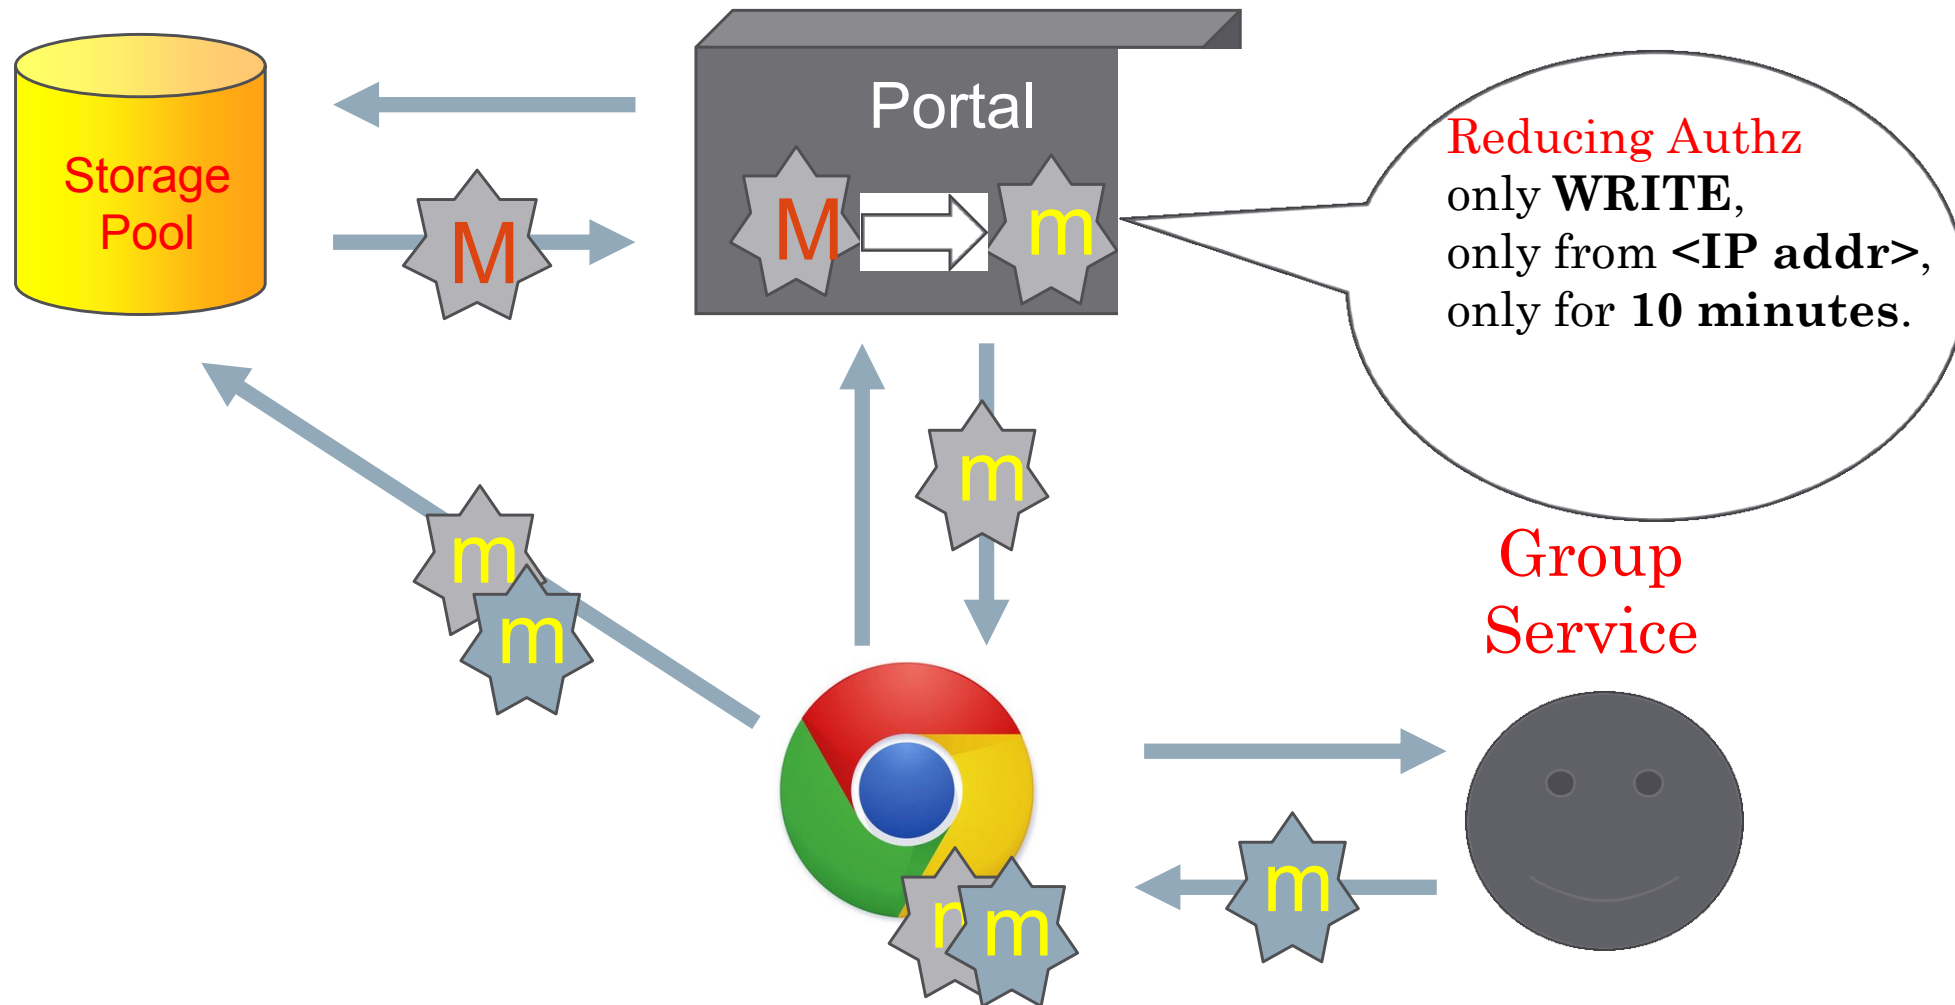 Portal
Storage
Pool
M
M
m
Reducing Authz
only WRITE,
only from <IP addr>,
only for 10 minutes.
m
m
m
Group
Service
m
m
m